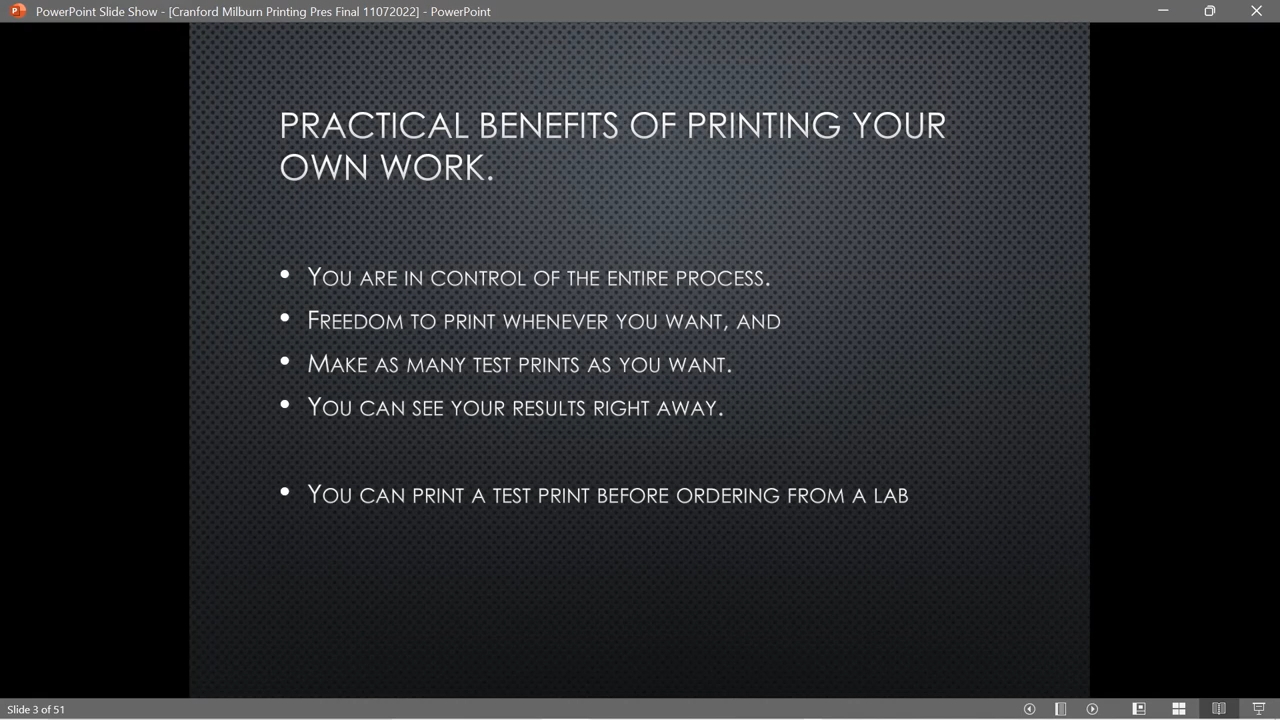 PowerPoint Slide Show - [Cranford Milburn Printing Pres Final 11072022] - PowerPoint
PRACTICAL BENEFITS OF PRINTING YOUR
OWN WORK.
• YOU ARE IN CONTROL OF THE ENTIRE PROCESS.
• FREEDOM TO PRINT WHENEVER YOU WANT, AND
• MAKE AS MANY TEST PRINTS AS YOU WANT.
• YOU CAN SEE YOUR RESULTS RIGHT AWAY.
• YOU CAN PRINT A TEST PRINT BEFORE ORDERING FROM A LAB
Slide 3 of 51